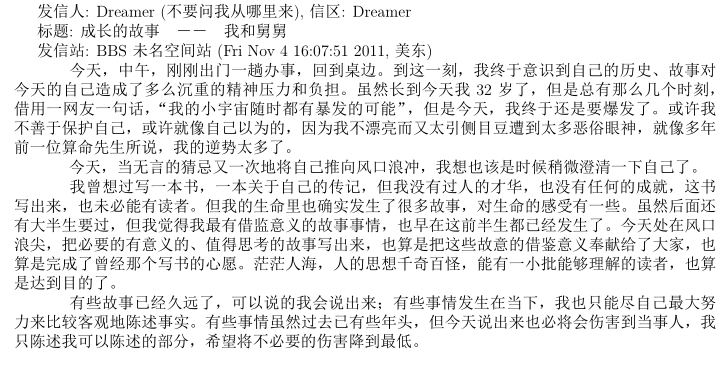 发信人: Dreamer (不要问我从哪里来), 信区: Dreamer
标题: 成长的故事　－－　我和舅舅
发信站: BBS 未名空间站 (Fri Nov 4 16:07:51 2011, 美东)
今天，中午，刚刚出门一趟办事，回到桌边。到这一刻，我终于意识到自己的历史、故事对
今天的自己造成了多么沉重的精神压力和负担。虽然长到今天我 32 岁了，但是总有那么几个时刻，
借用一网友一句话，“我的小宇宙随时都有暴发的可能”，但是今天，我终于还是要爆发了。或许我
不善于保护自己，或许就像自己以为的，因为我不漂亮而又太引侧目豆遭到太多恶俗眼神，就像多年
前一位算命先生所说，我的逆势太多了。
今天，当无言的猜忌又一次地将自己推向风口浪冲，我想也该是时候稍微澄清一下自己了。
我曾想过写一本书，一本关于自己的传记，但我没有过人的才华，也没有任何的成就，这书
写出来，也未必能有读者。但我的生命里也确实发生了很多故事，对生命的感受有一些。虽然后面还
有大半生要过，但我觉得我最有借监意义的故事事情，也早在这前半生都已经发生了。今天处在风口
浪尖，把必要的有意义的、值得思考的故事写出来，也算是把这些故意的借鉴意义奉献给了大家，也
算是完成了曾经那个写书的心愿。茫茫人海，人的思想千奇百怪，能有一小批能够理解的读者，也算
是达到目的了。
有些故事已经久远了，可以说的我会说出来；有些事情发生在当下，我也只能尽自己最大努
力来比较客观地陈述事实。有些事情虽然过去已有些年头，但今天说出来也必将会伤害到当事人，我
只陈述我可以陈述的部分，希望将不必要的伤害降到最低。